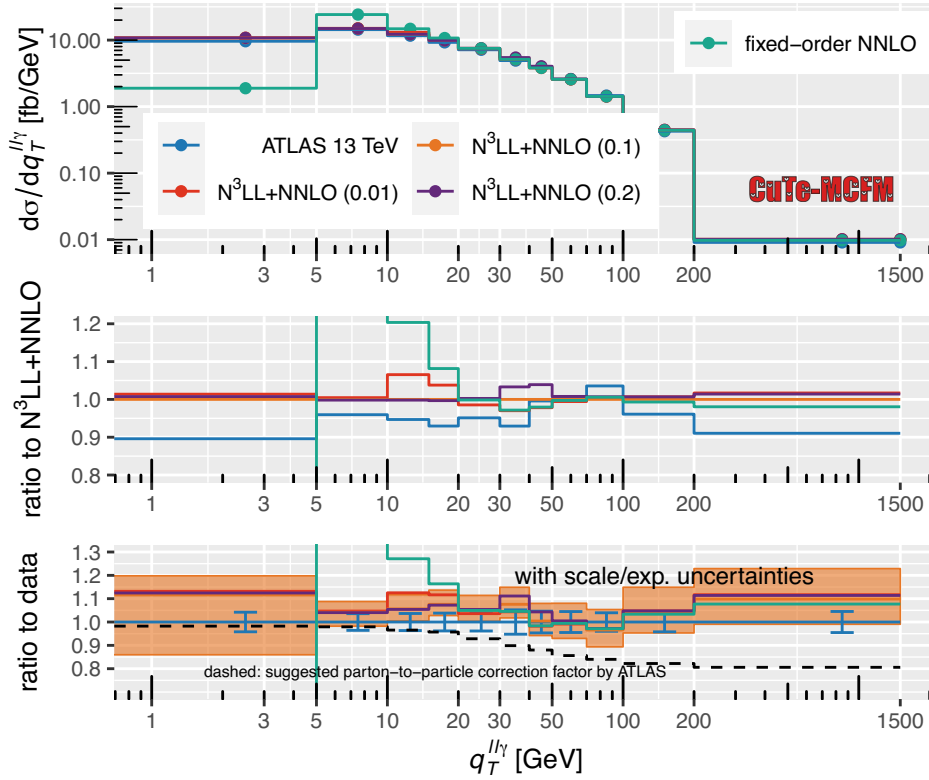 dσ/dq_T^{llγ} [fb/GeV]
10.00
1.00
0.10
0.01
fixed−order NNLO
ATLAS 13 TeV
N³LL+NNLO (0.1)
N³LL+NNLO (0.01)
N³LL+NNLO (0.2)
CuTe-MCFM
1 3 5 10 20 30 50 100 200 1500
ratio to N³LL+NNLO
1.2
1.1
1.0
0.9
0.8
1 3 5 10 20 30 50 100 200 1500
ratio to data
1.3
1.2
1.1
1.0
0.9
0.8
with scale/exp. uncertainties
dashed: suggested parton−to−particle correction factor by ATLAS
1 3 5 10 20 30 50 100 200 1500
q_T^{llγ} [GeV]